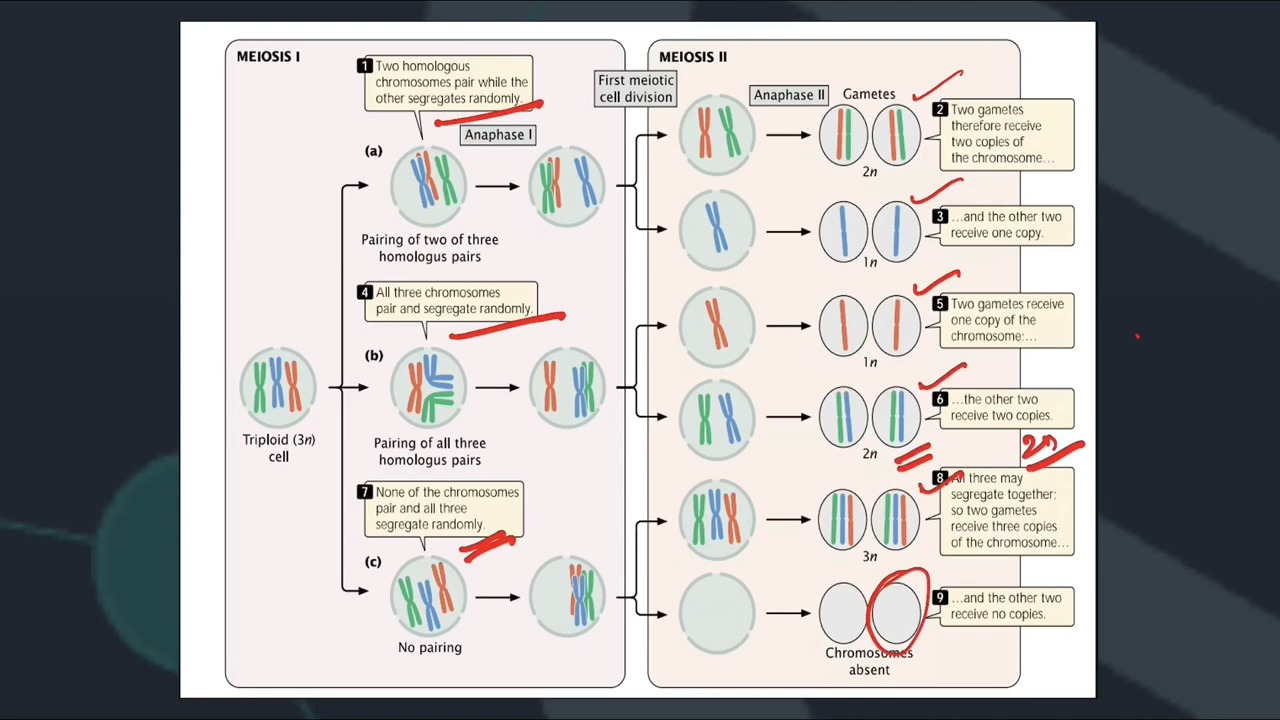 MEIOSIS I
1 Two homologous
chromosomes pair while the
other segregates randomly.
Anaphase I
(a)
Pairing of two of three
homologus pairs
4 All three chromosomes
pair and segregate randomly.
(b)
Triploid (3n)
cell
Pairing of all three
homologus pairs
7 None of the chromosomes
pair and all three
segregate randomly.
(c)
No pairing
First meiotic
cell division
MEIOSIS II
Anaphase II
Gametes
2 Two gametes
therefore receive
two copies of
the chromosome...
2n
3 ...and the other two
receive one copy.
1n
5 Two gametes receive
one copy of the
chromosome:...
1n
6 ...the other two
receive two copies.
2n
2n
8 All three may
segregate together;
so two gametes
receive three copies
of the chromosome...
3n
9 ...and the other two
receive no copies.
Chromosomes
absent